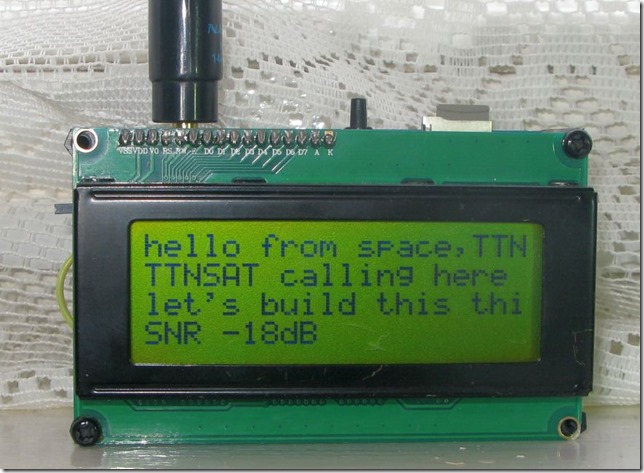 VSS VDD V0 RS RW E D0 D1 D2 D3 D4 D5 D6 D7 A K
hello from space,TTN
TTNSAT calling here
let's build this thi
SNR -18dB